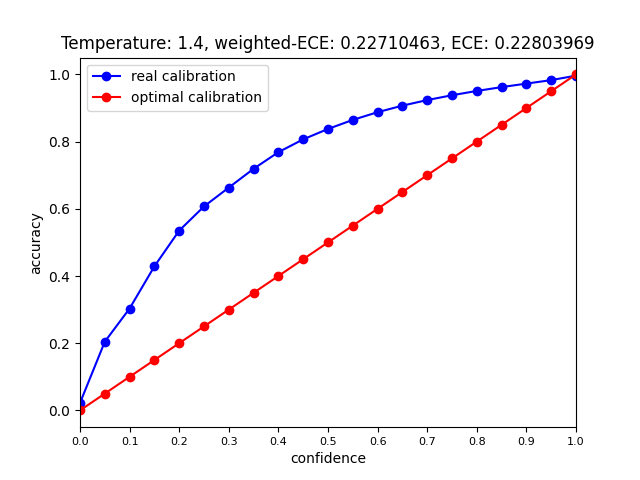 Temperature: 1.4, weighted-ECE: 0.22710463, ECE: 0.22803969
real calibration
optimal calibration
accuracy
1.0
0.8
0.6
0.4
0.2
0.0
0.0 0.1 0.2 0.3 0.4 0.5 0.6 0.7 0.8 0.9 1.0
confidence